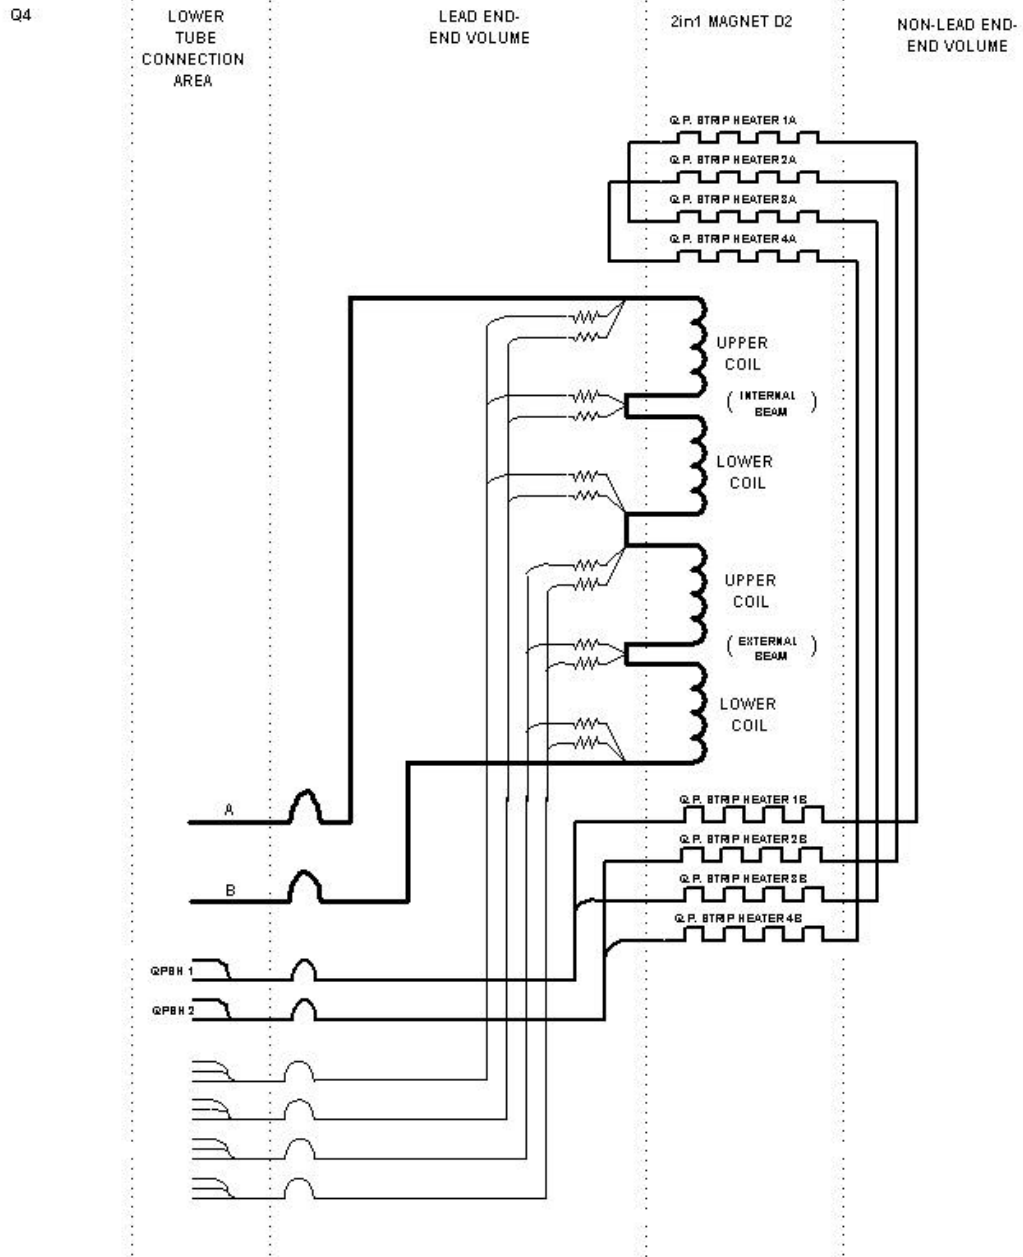 Q4
LOWER
TUBE
CONNECTION
AREA
LEAD END-
END VOLUME
2in1 MAGNET D2
NON-LEAD END-
END VOLUME
Q.P. STRIP HEATER 1A
Q.P. STRIP HEATER 2A
Q.P. STRIP HEATER 3A
Q.P. STRIP HEATER 4A
UPPER
COIL
( INTERNAL )
BEAM
LOWER
COIL
UPPER
COIL
( EXTERNAL )
BEAM
LOWER
COIL
A
B
Q.P. STRIP HEATER 1B
Q.P. STRIP HEATER 2B
Q.P. STRIP HEATER 3B
Q.P. STRIP HEATER 4B
QPSH 1
QPSH 2